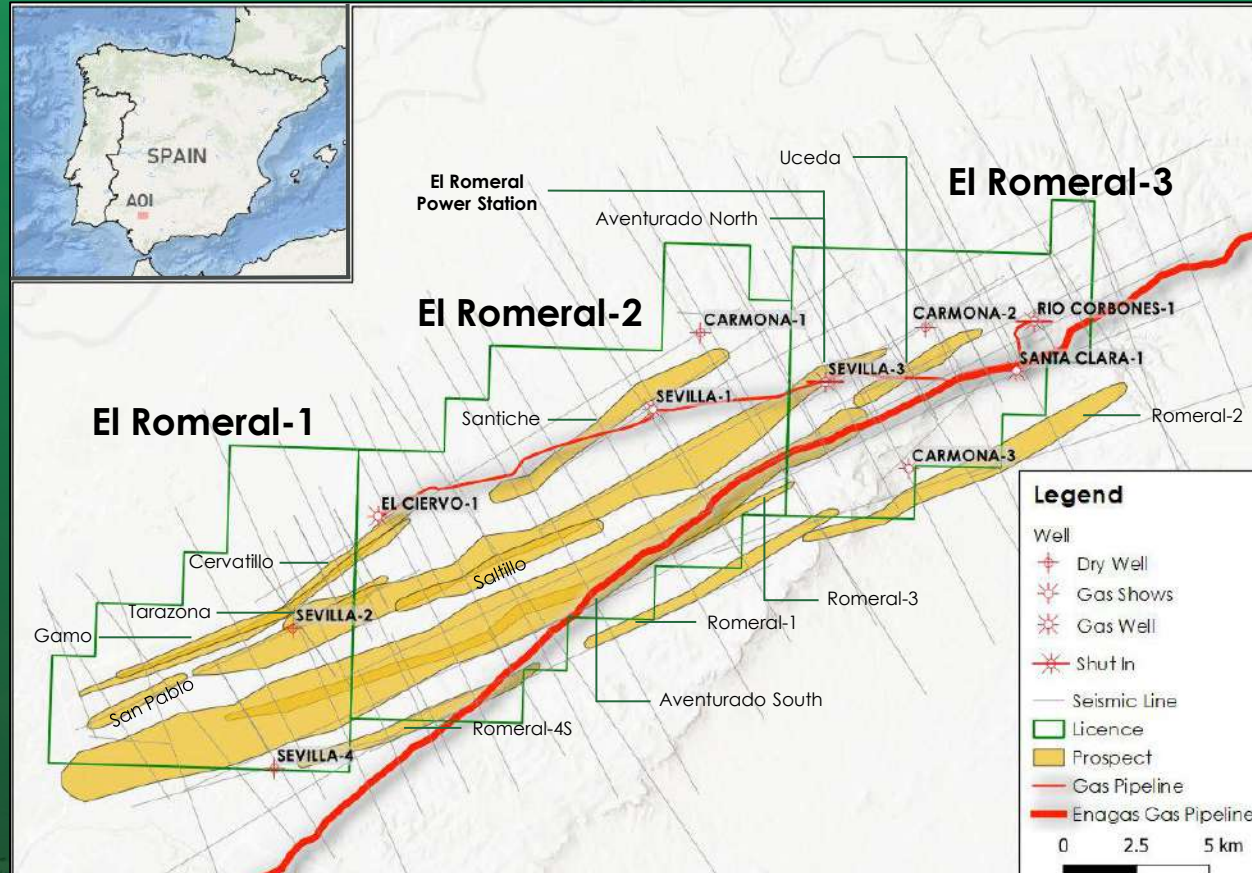 SPAIN
AOI
Uceda
El Romeral-3
El Romeral
Power Station
Aventurado North
El Romeral-2
CARMONA-1
CARMONA-2
RIO CORBONES-1
SANTA CLARA-1
SEVILLA-3
SEVILLA-1
El Romeral-1
Santiche
Romeral-2
CARMONA-3
EL CIERVO-1
Cervatillo
Saltillo
Tarazona
SEVILLA-2
Romeral-3
Gamo
Romeral-1
San Pablo
Aventurado South
Romeral-4S
SEVILLA-4
Legend
Well
Dry Well
Gas Shows
Gas Well
Shut In
Seismic Line
Licence
Prospect
Gas Pipeline
Enagas Gas Pipeline
0 2.5 5 km